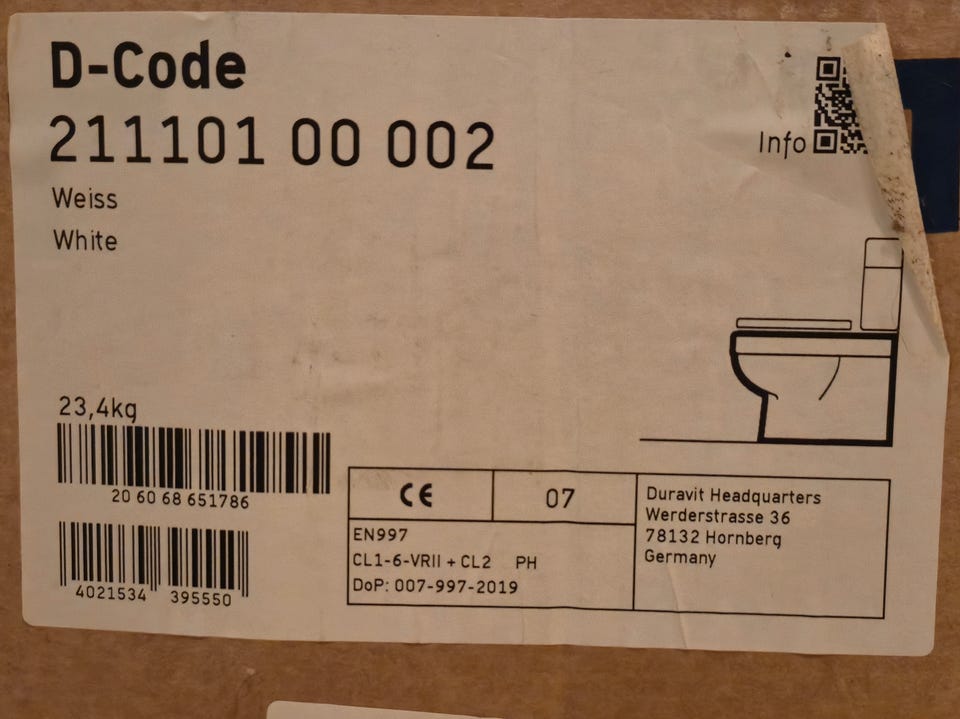 D-Code
211101 00 002
Weiss
White
Info
23,4kg
20 60 68 651786
4021534 395550
CE
07
EN997
CL1-6-VRII + CL2 PH
DoP: 007-997-2019
Duravit Headquarters
Werderstrasse 36
78132 Hornberg
Germany